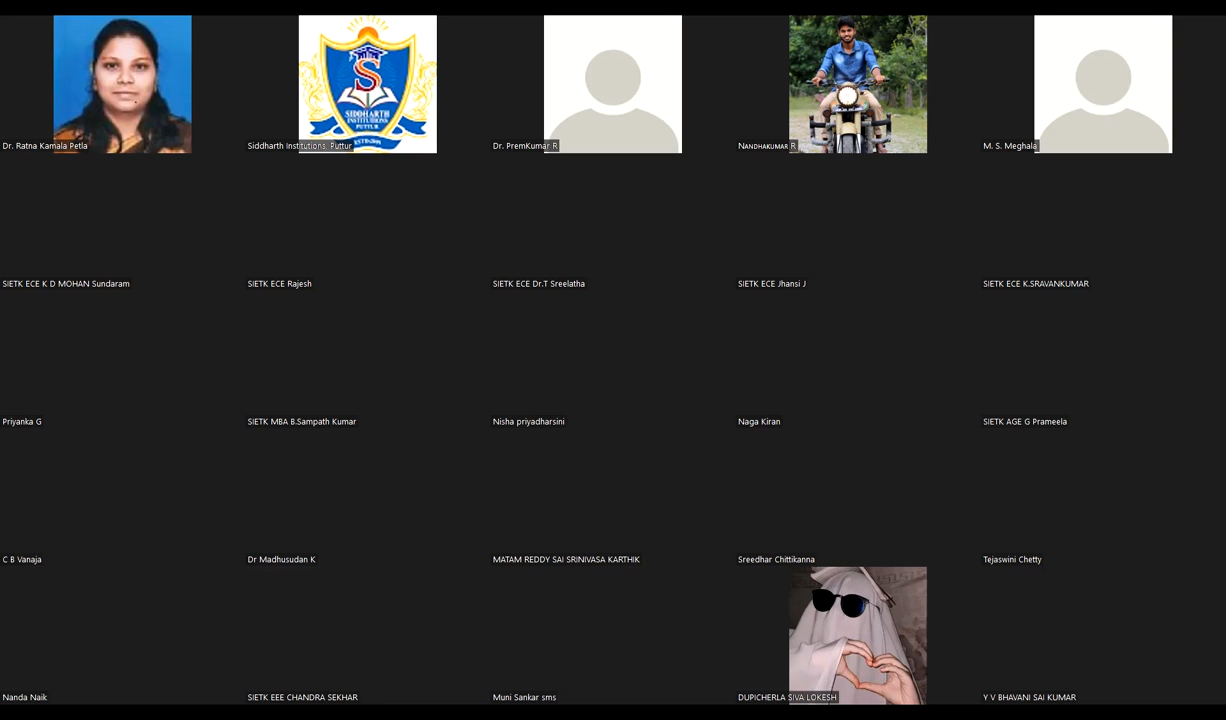 SIDDHARTH
INSTITUTIONS
PUTTUR
Dr. Ratna Kamala Petla
Siddharth Institutions, Puttur
Dr. PremKumar R
NANDHAKUMAR R
M. S. Meghala
SIETK ECE K D MOHAN Sundaram
SIETK ECE Rajesh
SIETK ECE Dr.T Sreelatha
SIETK ECE Jhansi J
SIETK ECE K.SRAVANKUMAR
Priyanka G
SIETK MBA B.Sampath Kumar
Nisha priyadharsini
Naga Kiran
SIETK AGE G Prameela
C B Vanaja
Dr Madhusudan K
MATAM REDDY SAI SRINIVASA KARTHIK
Sreedhar Chittikanna
Tejaswini Chetty
Nanda Naik
SIETK EEE CHANDRA SEKHAR
Muni Sankar sms
DUPICHERLA SIVA LOKESH
Y V BHAVANI SAI KUMAR